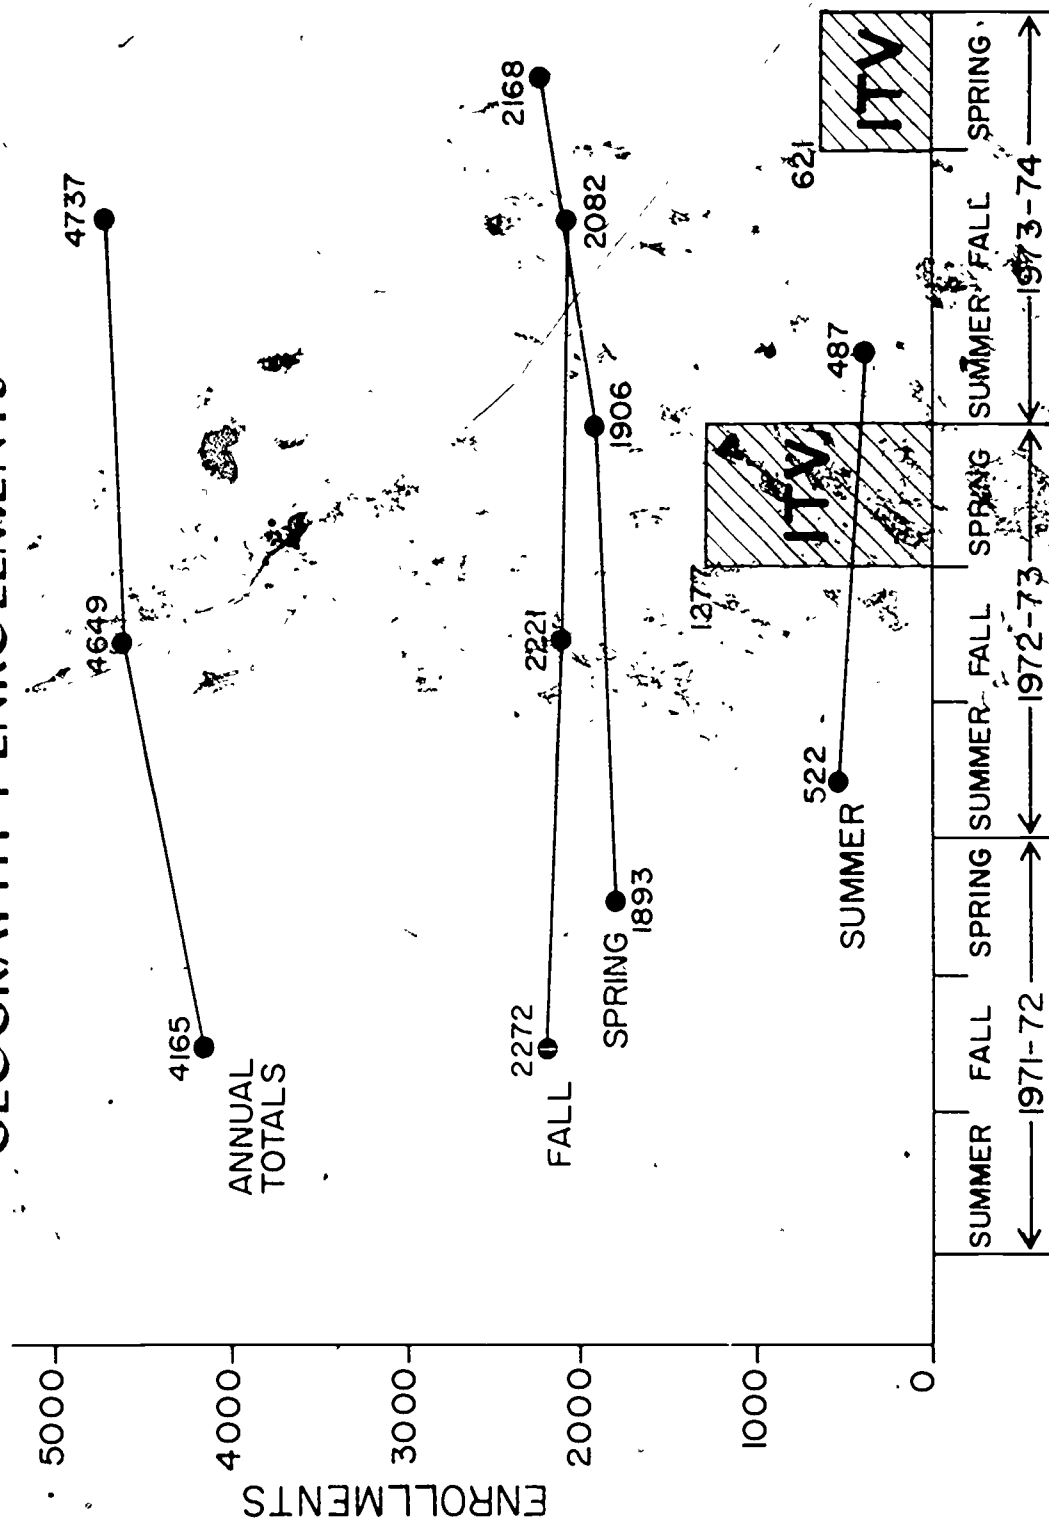 GEOGRAPHY ENROLLMENTS
ENROLLMENTS
5000
4000
3000
2000
1000
0
4165
4649
4737
ANNUAL
TOTALS
2272
2221
2082
2168
FALL
1893
1906
SPRING
522
487
SUMMER
1277
621
ITV
ITV
SUMMER FALL SPRING SUMMER FALL SPRING SUMMER FALL SPRING
1971-72 1972-73 1973-74